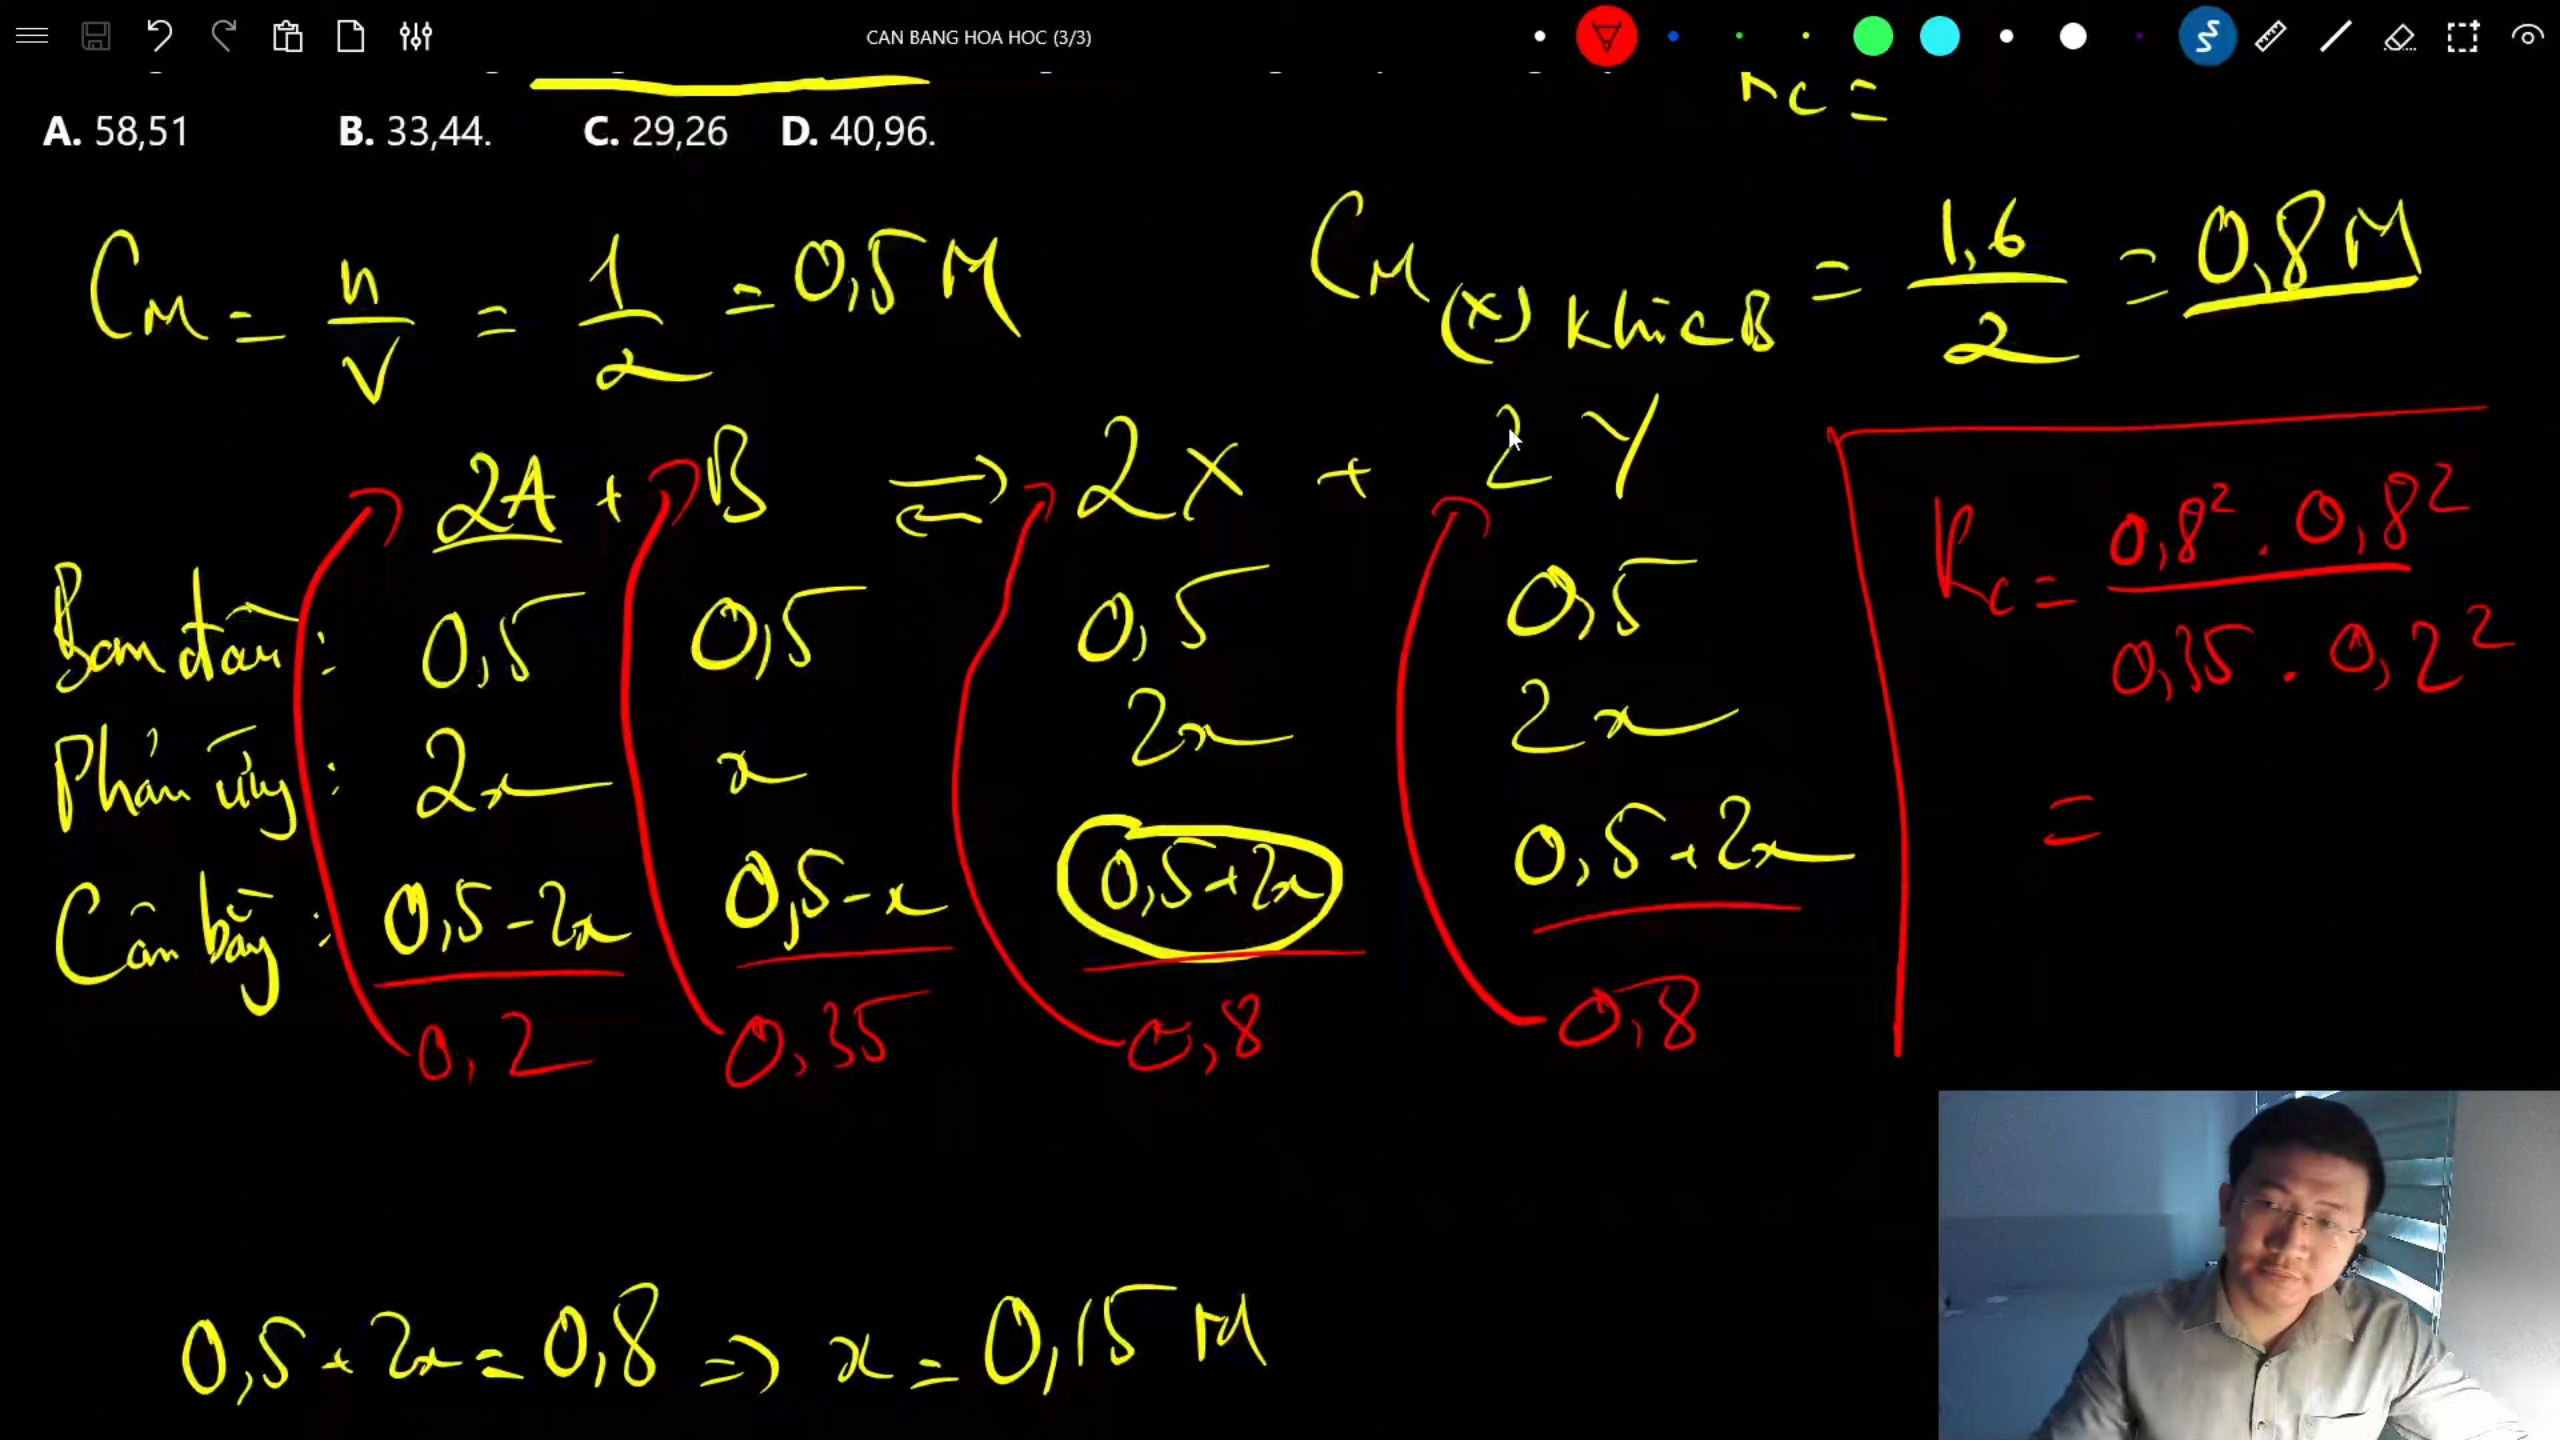 CAN BANG HOA HOC (3/3)
Kc =
A. 58,51 B. 33,44. C. 29,26 D. 40,96.
CM = n/V = 1/2 = 0,5 M
CM (X) khi CB = 1,6/2 = 0,8 M
2A + B ⇌ 2X + 2Y
Ban đầu: 0,5 0,5 0,5 0,5
Phản ứng: 2x x 2x 2x
Cân bằng: 0,5-2x 0,5-x 0,5+2x 0,5+2x
0,2 0,35 0,8 0,8
Kc = 0,8² . 0,8² / 0,35 . 0,2²
=
0,5+2x = 0,8 => x = 0,15 M